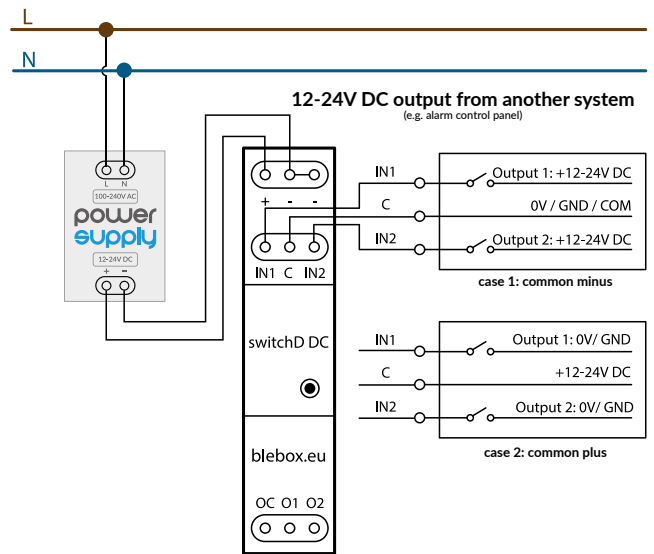 L
N
12-24V DC output from another system
(e.g. alarm control panel)
L N
100-240V AC
power
supply
12-24V DC
+ -
+ - -
IN1 C IN2
switchD DC
blebox.eu
OC O1 O2
IN1 Output 1: +12-24V DC
C 0V / GND / COM
IN2 Output 2: +12-24V DC
case 1: common minus
IN1 Output 1: 0V/ GND
C +12-24V DC
IN2 Output 2: 0V/ GND
case 2: common plus